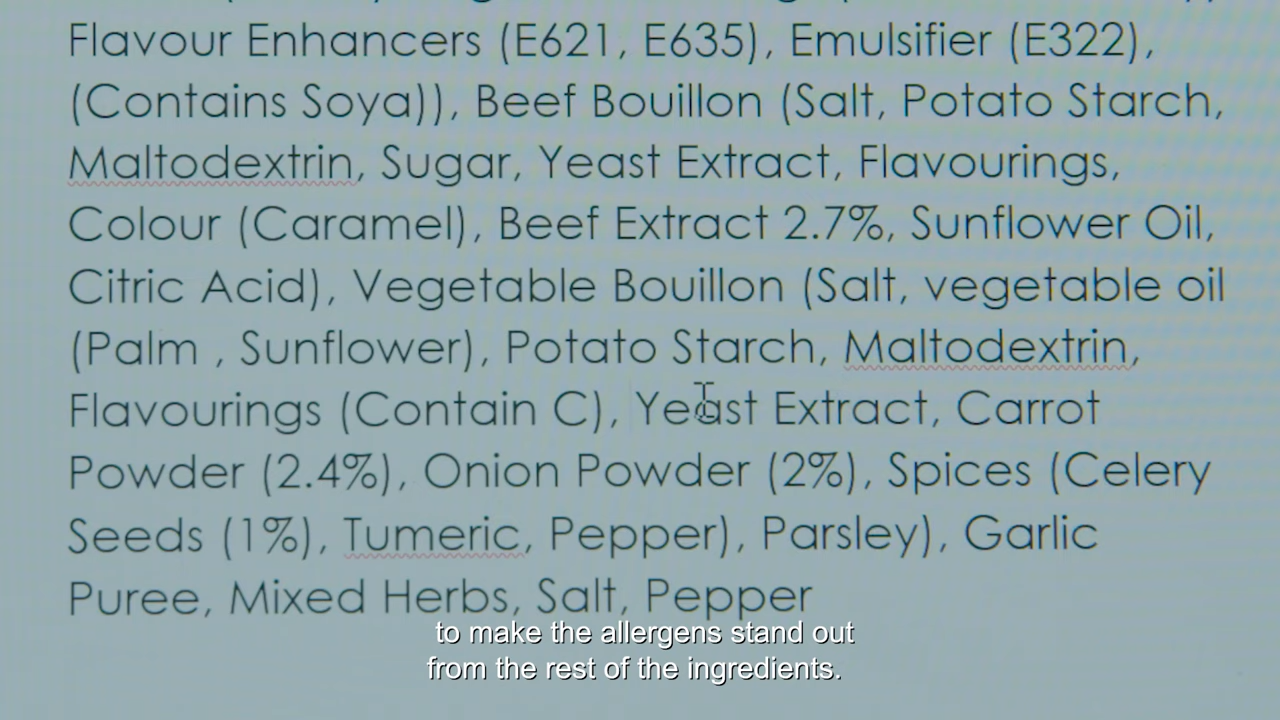 Flavour Enhancers (E621, E635), Emulsifier (E322),
(Contains Soya)), Beef Bouillon (Salt, Potato Starch,
Maltodextrin, Sugar, Yeast Extract, Flavourings,
Colour (Caramel), Beef Extract 2.7%, Sunflower Oil,
Citric Acid), Vegetable Bouillon (Salt, vegetable oil
(Palm , Sunflower), Potato Starch, Maltodextrin,
Flavourings (Contain C), Yeast Extract, Carrot
Powder (2.4%), Onion Powder (2%), Spices (Celery
Seeds (1%), Tumeric, Pepper), Parsley), Garlic
Puree, Mixed Herbs, Salt, Pepper
to make the allergens stand out
from the rest of the ingredients.